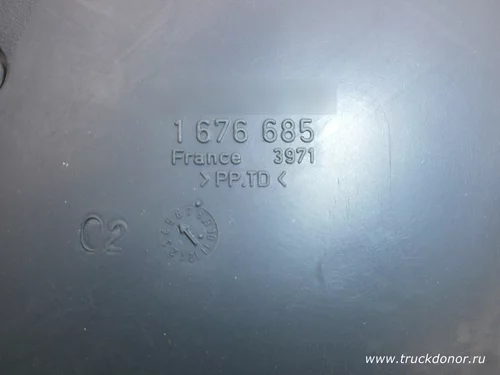 1 676 685
France 3971
>PP.TD<
C2
www.truckdonor.ru